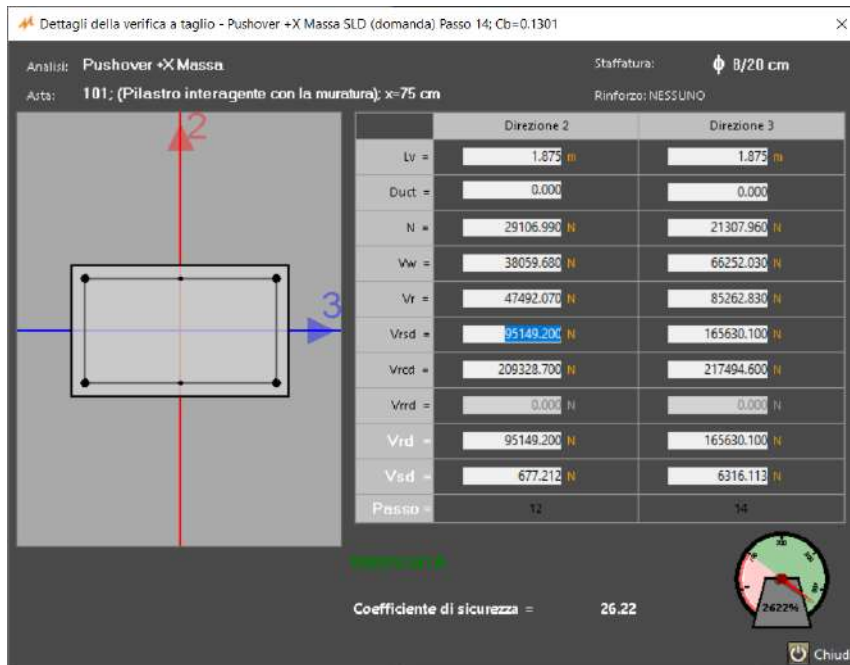 Dettagli della verifica a taglio - Pushover +X Massa SLD (domanda) Passo 14; Cb=0.1301
Analisi: Pushover +X Massa
Staffatura: ϕ 8/20 cm
Asta: 101; (Pilastro interagente con la muratura); x=75 cm
Rinforzo: NESSUNO
2
3
Direzione 2 Direzione 3
Lv = 1.875 m 1.875 m
Duct = 0.000 0.000
N = 29106.990 N 21307.960 N
Vw = 38059.680 N 66252.030 N
Vr = 47492.070 N 85262.830 N
Vrsd = 95149.200 N 165630.100 N
Vrcd = 209328.700 N 217494.600 N
Vrrd = 0.000 N 0.000 N
Vrd = 95149.200 N 165630.100 N
Vsd = 677.212 N 6316.113 N
Passo = 12 14
Coefficiente di sicurezza = 26.22
2622%
Chiudi